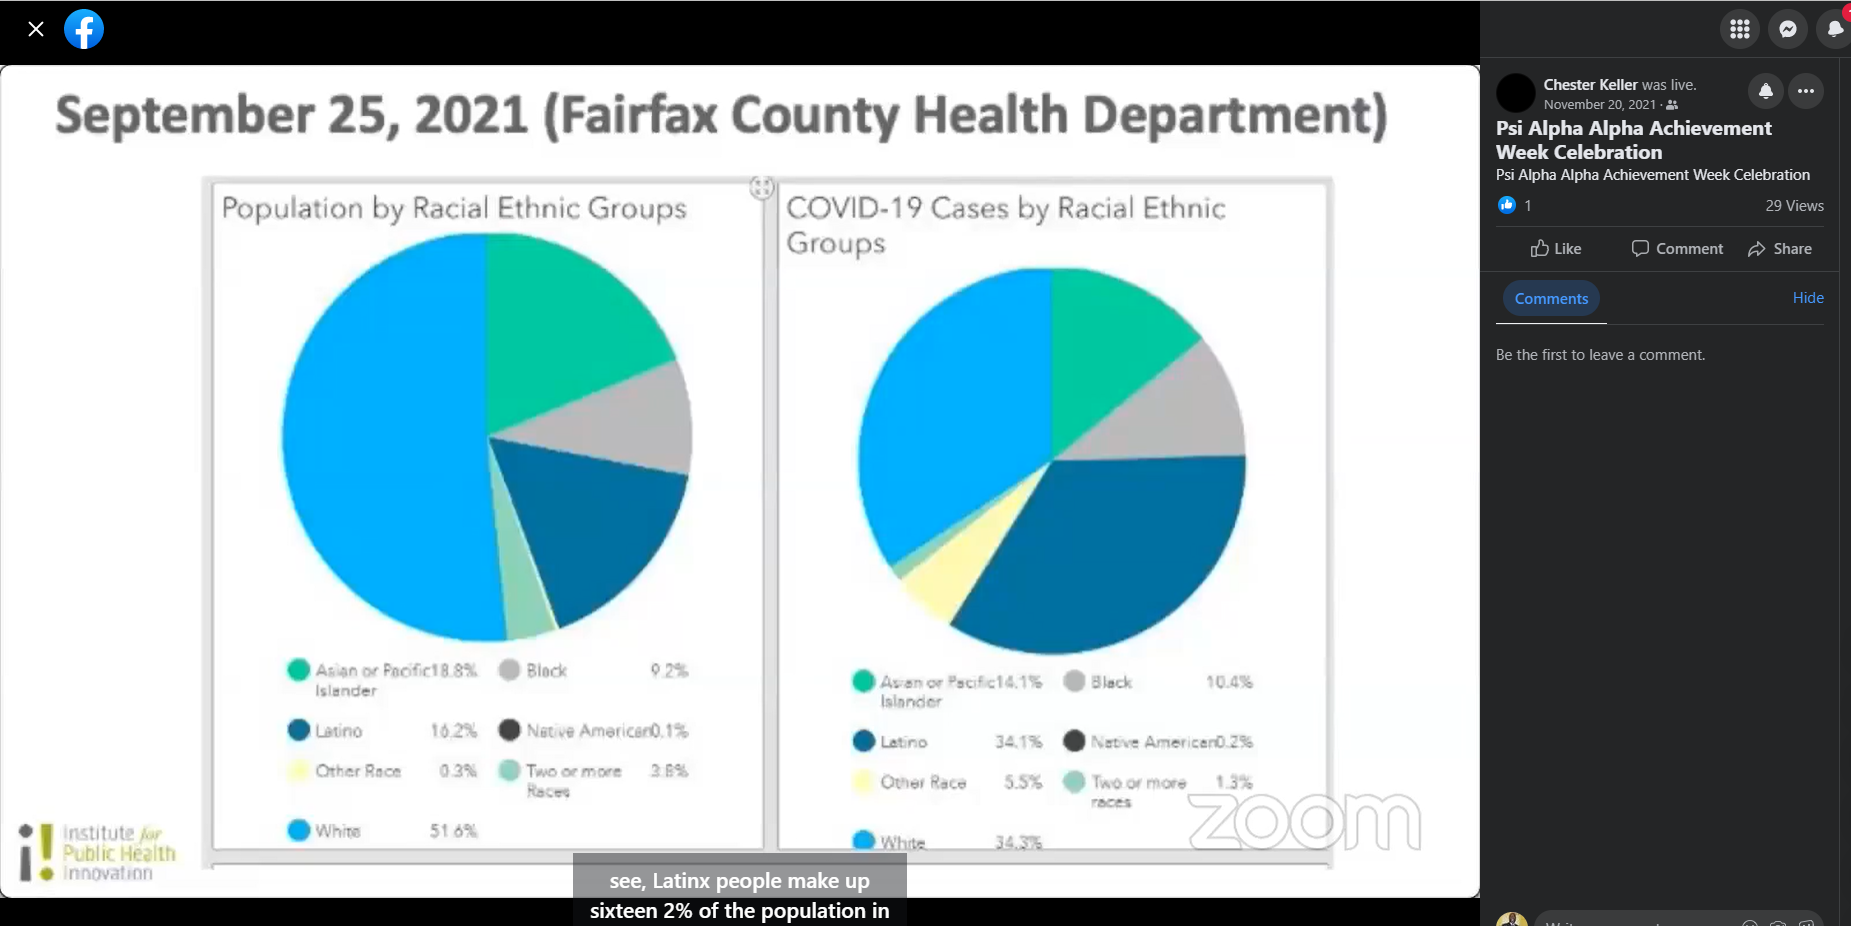 September 25, 2021 (Fairfax County Health Department)
Population by Racial Ethnic Groups
Asian or Pacific 18.8%
Islander
Black 9.2%
Latino 16.2%
Native American 0.1%
Other Race 0.3%
Two or more 3.8%
Races
White 51.6%
COVID-19 Cases by Racial Ethnic
Groups
Asian or Pacific 14.1%
Islander
Black 10.4%
Latino 34.1%
Native American 0.2%
Other Race 5.5%
Two or more 1.3%
races
White 34.3%
Institute for
Public Health
Innovation
zoom
see, Latinx people make up
sixteen 2% of the population in
Chester Keller was live.
November 20, 2021 ·
Psi Alpha Alpha Achievement
Week Celebration
Psi Alpha Alpha Achievement Week Celebration
1
29 Views
Like
Comment
Share
Comments
Hide
Be the first to leave a comment.